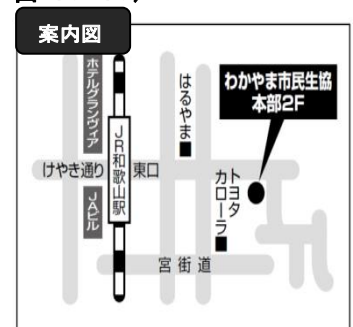 案内図
ホテルグランヴィア
はるやま
わかやま市民生協
本部2F
けやき通り
JR和歌山駅
東口
JAビル
トヨタ
カローラ
宮街道